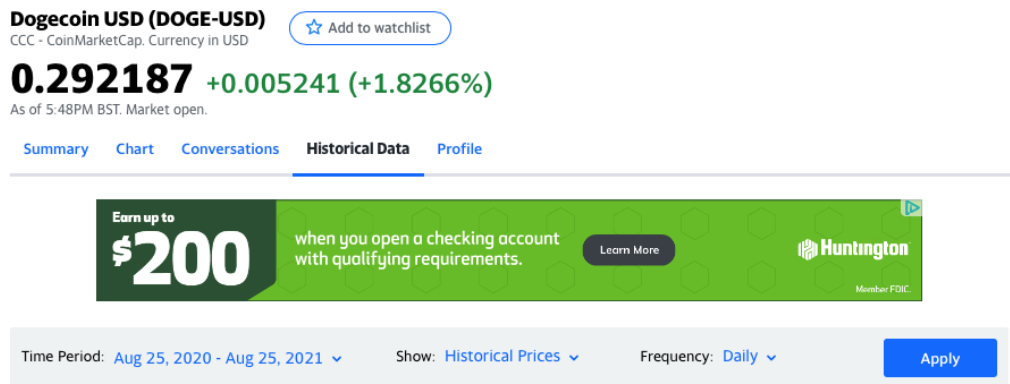 Dogecoin USD (DOGE-USD)
Add to watchlist
CCC - CoinMarketCap. Currency in USD
0.292187 +0.005241 (+1.8266%)
As of 5:48PM BST. Market open.
Summary Chart Conversations Historical Data Profile
Earn up to
$200
when you open a checking account
with qualifying requirements.
Learn More
Huntington
Member FDIC.
Time Period: Aug 25, 2020 - Aug 25, 2021 Show: Historical Prices Frequency: Daily Apply